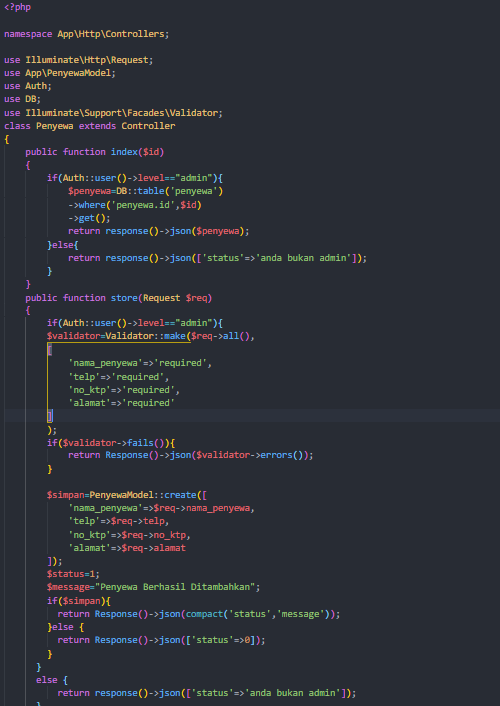 <?php
namespace App\Http\Controllers;
use Illuminate\Http\Request;
use App\PenyewaModel;
use Auth;
use DB;
use Illuminate\Support\Facades\Validator;
class Penyewa extends Controller
{
    public function index($id)
    {
        if(Auth::user()->level=="admin"){
            $penyewa=DB::table('penyewa')
            ->where('penyewa.id',$id)
            ->get();
            return response()->json($penyewa);
        }else{
            return response()->json(['status'=>'anda bukan admin']);
        }
    }
    public function store(Request $req)
    {
        if(Auth::user()->level=="admin"){
        $validator=Validator::make($req->all(),
        [
            'nama_penyewa'=>'required',
            'telp'=>'required',
            'no_ktp'=>'required',
            'alamat'=>'required'
        ]
        );
        if($validator->fails()){
            return Response()->json($validator->errors());
        }
        $simpan=PenyewaModel::create([
            'nama_penyewa'=>$req->nama_penyewa,
            'telp'=>$req->telp,
            'no_ktp'=>$req->no_ktp,
            'alamat'=>$req->alamat
        ]);
        $status=1;
        $message="Penyewa Berhasil Ditambahkan";
        if($simpan){
          return Response()->json(compact('status','message'));
        }else {
          return Response()->json(['status'=>0]);
        }
      }
      else {
          return response()->json(['status'=>'anda bukan admin']);
      }